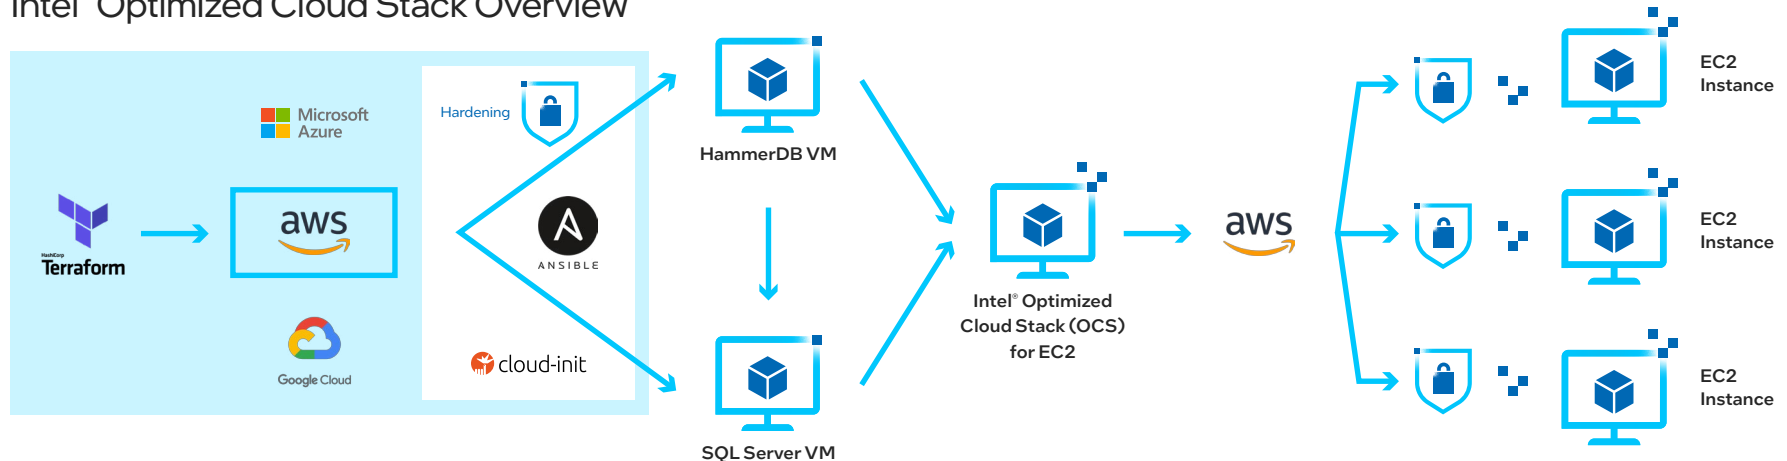 Intel® Optimized Cloud Stack Overview
Microsoft
Azure
Hardening
HashiCorp
Terraform
aws
ANSIBLE
Google Cloud
cloud-init
HammerDB VM
SQL Server VM
Intel® Optimized
Cloud Stack (OCS)
for EC2
aws
EC2
Instance
EC2
Instance
EC2
Instance